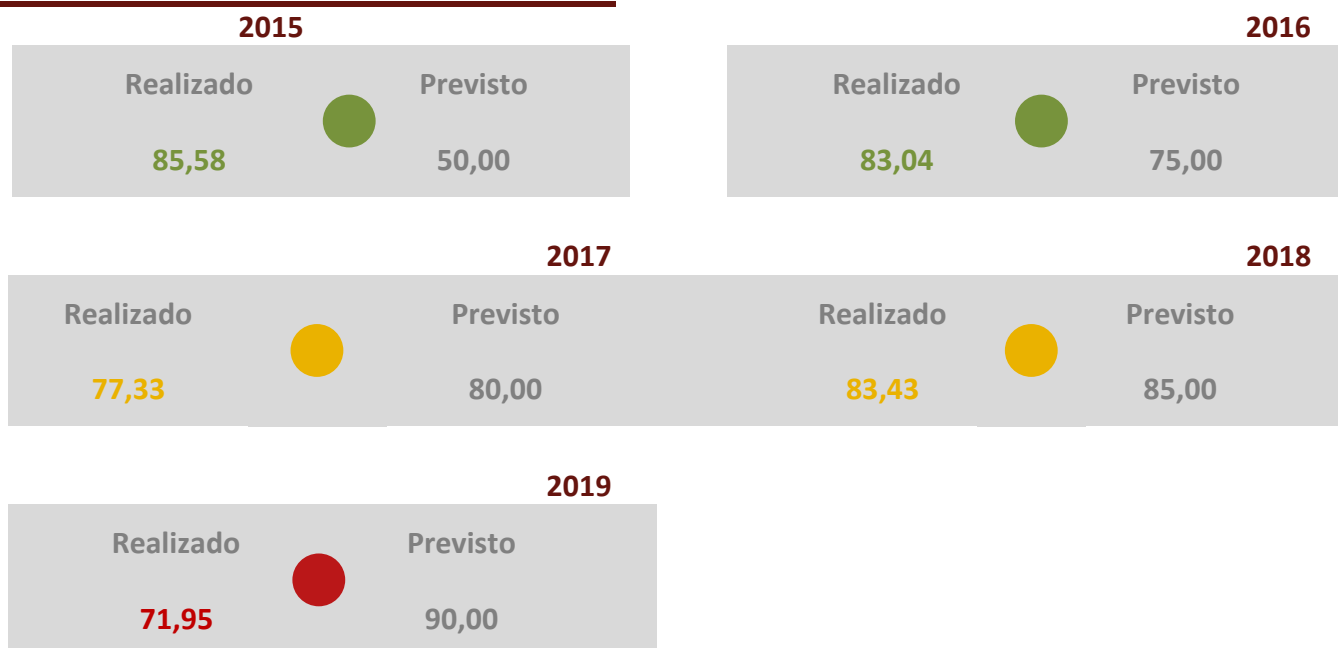 2015
Realizado Previsto
85,58 50,00
2016
Realizado Previsto
83,04 75,00
2017
Realizado Previsto
77,33 80,00
2018
Realizado Previsto
83,43 85,00
2019
Realizado Previsto
71,95 90,00